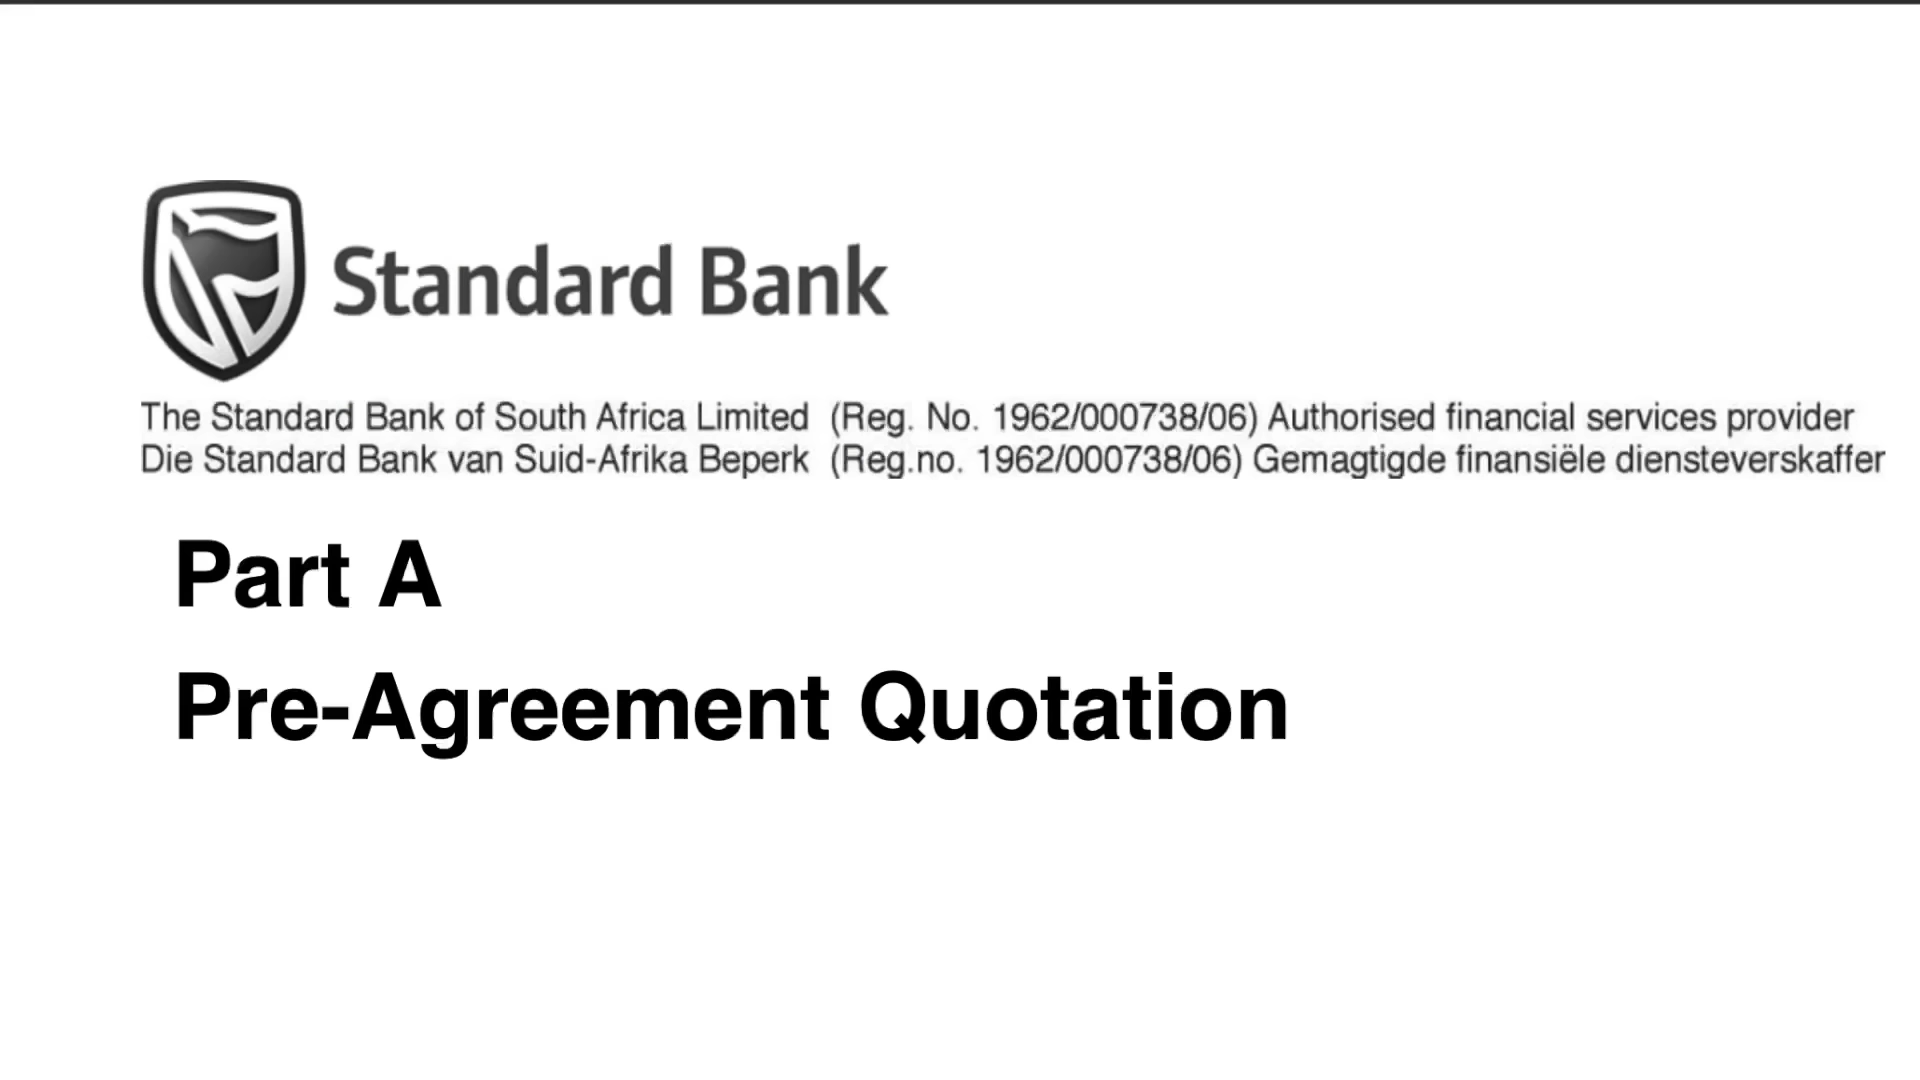 Standard Bank
The Standard Bank of South Africa Limited (Reg. No. 1962/000738/06) Authorised financial services provider
Die Standard Bank van Suid-Afrika Beperk (Reg.no. 1962/000738/06) Gemagtigde finansiële diensteverskaffer
Part A
Pre-Agreement Quotation